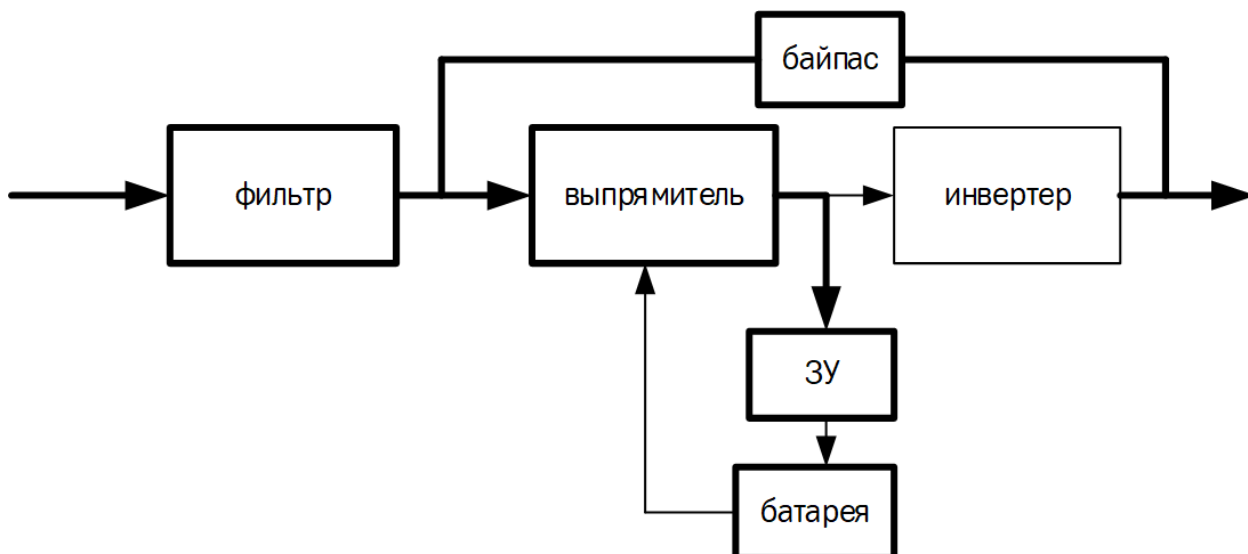 байпас
фильтр
выпрямитель
инвертер
ЗУ
батарея